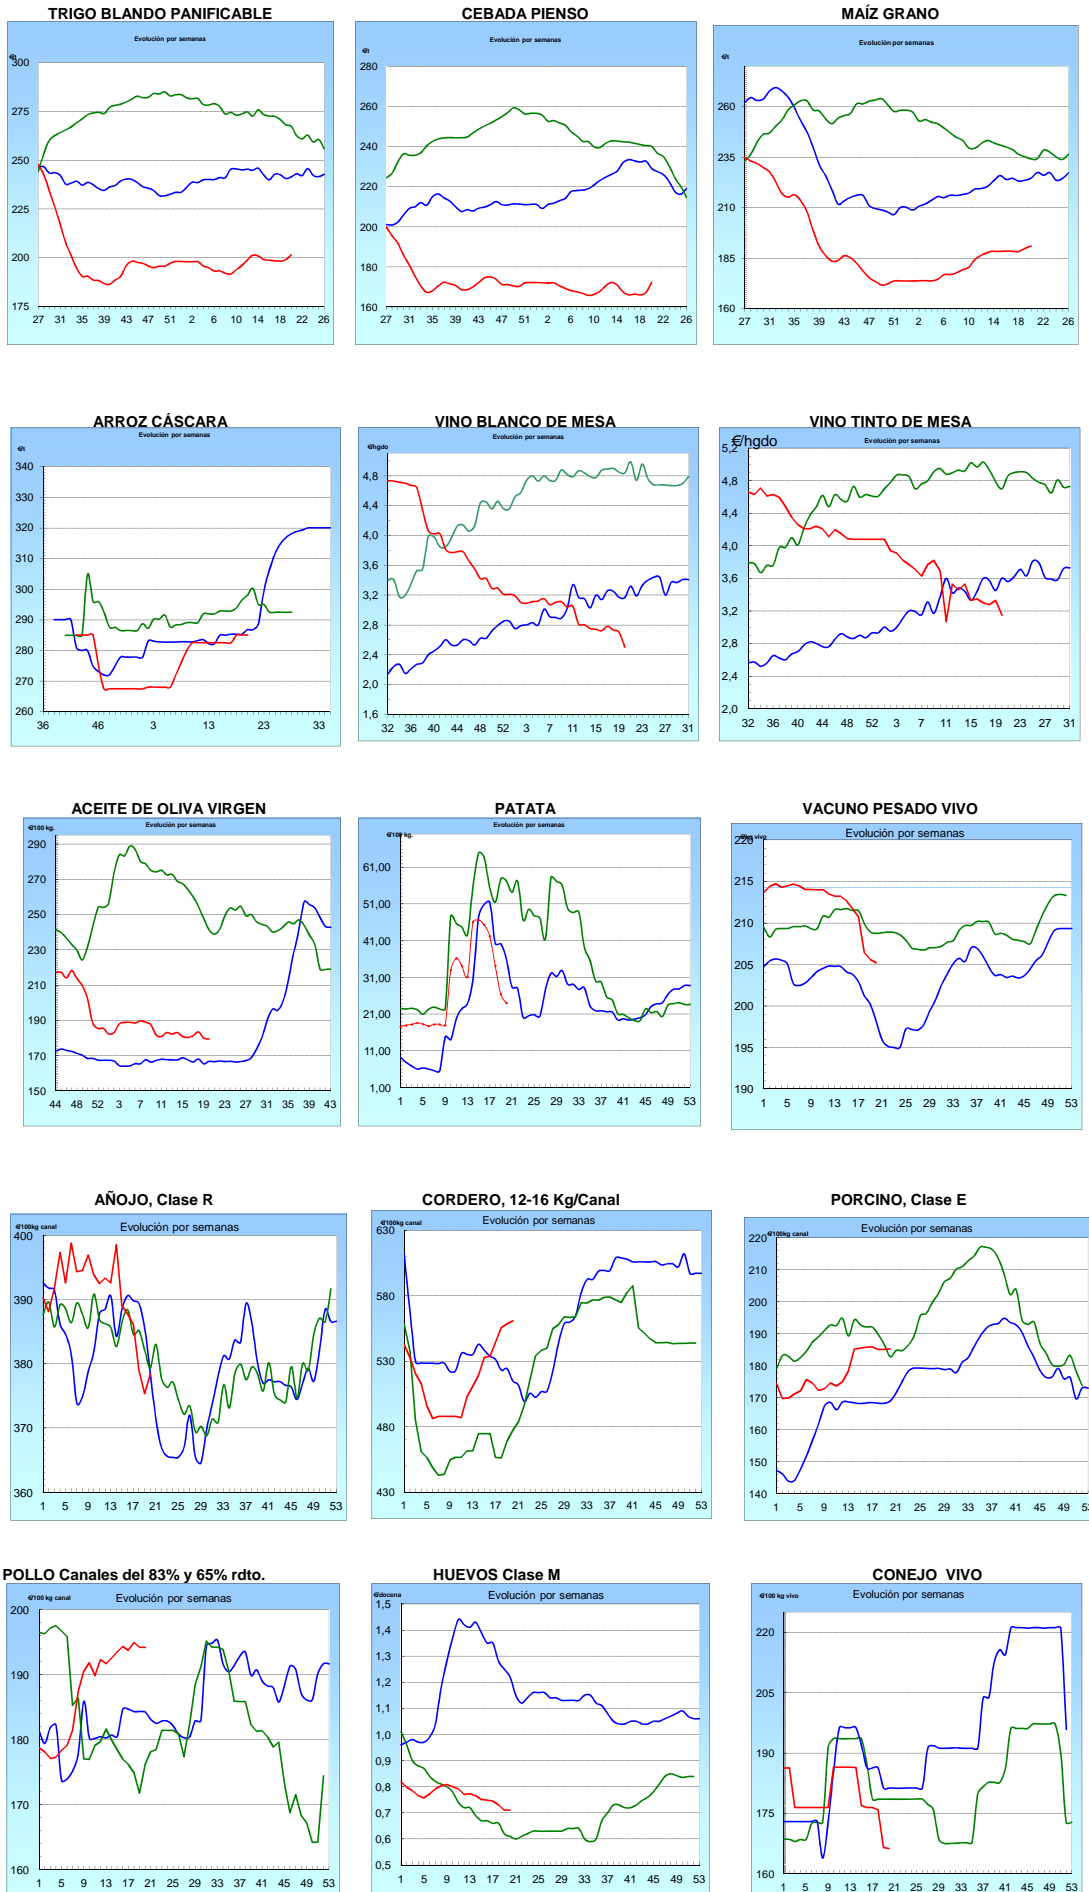 TRIGO BLANDO PANIFICABLE
Evolución por semanas
€/t
300
275
250
225
200
175
27 31 35 39 43 47 51 2 6 10 14 18 22 26
CEBADA PIENSO
Evolución por semanas
€/t
280
260
240
220
200
180
160
27 31 35 39 43 47 51 2 6 10 14 18 22 26
MAÍZ GRANO
Evolución por semanas
€/t
260
235
210
185
160
27 31 35 39 43 47 51 2 6 10 14 18 22 26
ARROZ CÁSCARA
Evolución por semanas
€/t
340
330
320
310
300
290
280
270
260
36 46 3 13 23 33
VINO BLANCO DE MESA
Evolución por semanas
€/hgdo
4,8
4,4
4,0
3,6
3,2
2,8
2,4
2,0
1,6
32 36 40 44 48 52 3 7 11 15 19 23 27 31
VINO TINTO DE MESA
Evolución por semanas
€/hgdo
5,2
4,8
4,4
4,0
3,6
3,2
2,8
2,4
2,0
32 36 40 44 48 52 3 7 11 15 19 23 27 31
ACEITE DE OLIVA VIRGEN
Evolución por semanas
€/100 kg.
290
270
250
230
210
190
170
150
44 48 52 3 7 11 15 19 23 27 31 35 39 43
PATATA
Evolución por semanas
€/100 kg.
61,00
51,00
41,00
31,00
21,00
11,00
1,00
1 5 9 13 17 21 25 29 33 37 41 45 49 53
VACUNO PESADO VIVO
Evolución por semanas
220
215
210
205
200
195
190
1 5 9 13 17 21 25 29 33 37 41 45 49 53
AÑOJO, Clase R
Evolución por semanas
€/100kg canal
400
390
380
370
360
1 5 9 13 17 21 25 29 33 37 41 45 49 53
CORDERO, 12-16 Kg/Canal
Evolución por semanas
€/100kg canal
630
580
530
480
430
1 5 9 13 17 21 25 29 33 37 41 45 49 53
PORCINO, Clase E
Evolución por semanas
€/100kg canal
220
210
200
190
180
170
160
150
140
1 5 9 13 17 21 25 29 33 37 41 45 49
POLLO Canales del 83% y 65% rdto.
Evolución por semanas
€/100 kg canal
200
190
180
170
160
1 5 9 13 17 21 25 29 33 37 41 45 49 53
HUEVOS Clase M
Evolución por semanas
€/docena
1,5
1,4
1,3
1,2
1,1
1,0
0,9
0,8
0,7
0,6
0,5
1 5 9 13 17 21 25 29 33 37 41 45 49 53
CONEJO VIVO
Evolución por semanas
€/100 kg vivo
220
205
190
175
160
1 5 9 13 17 21 25 29 33 37 41 45 49 53